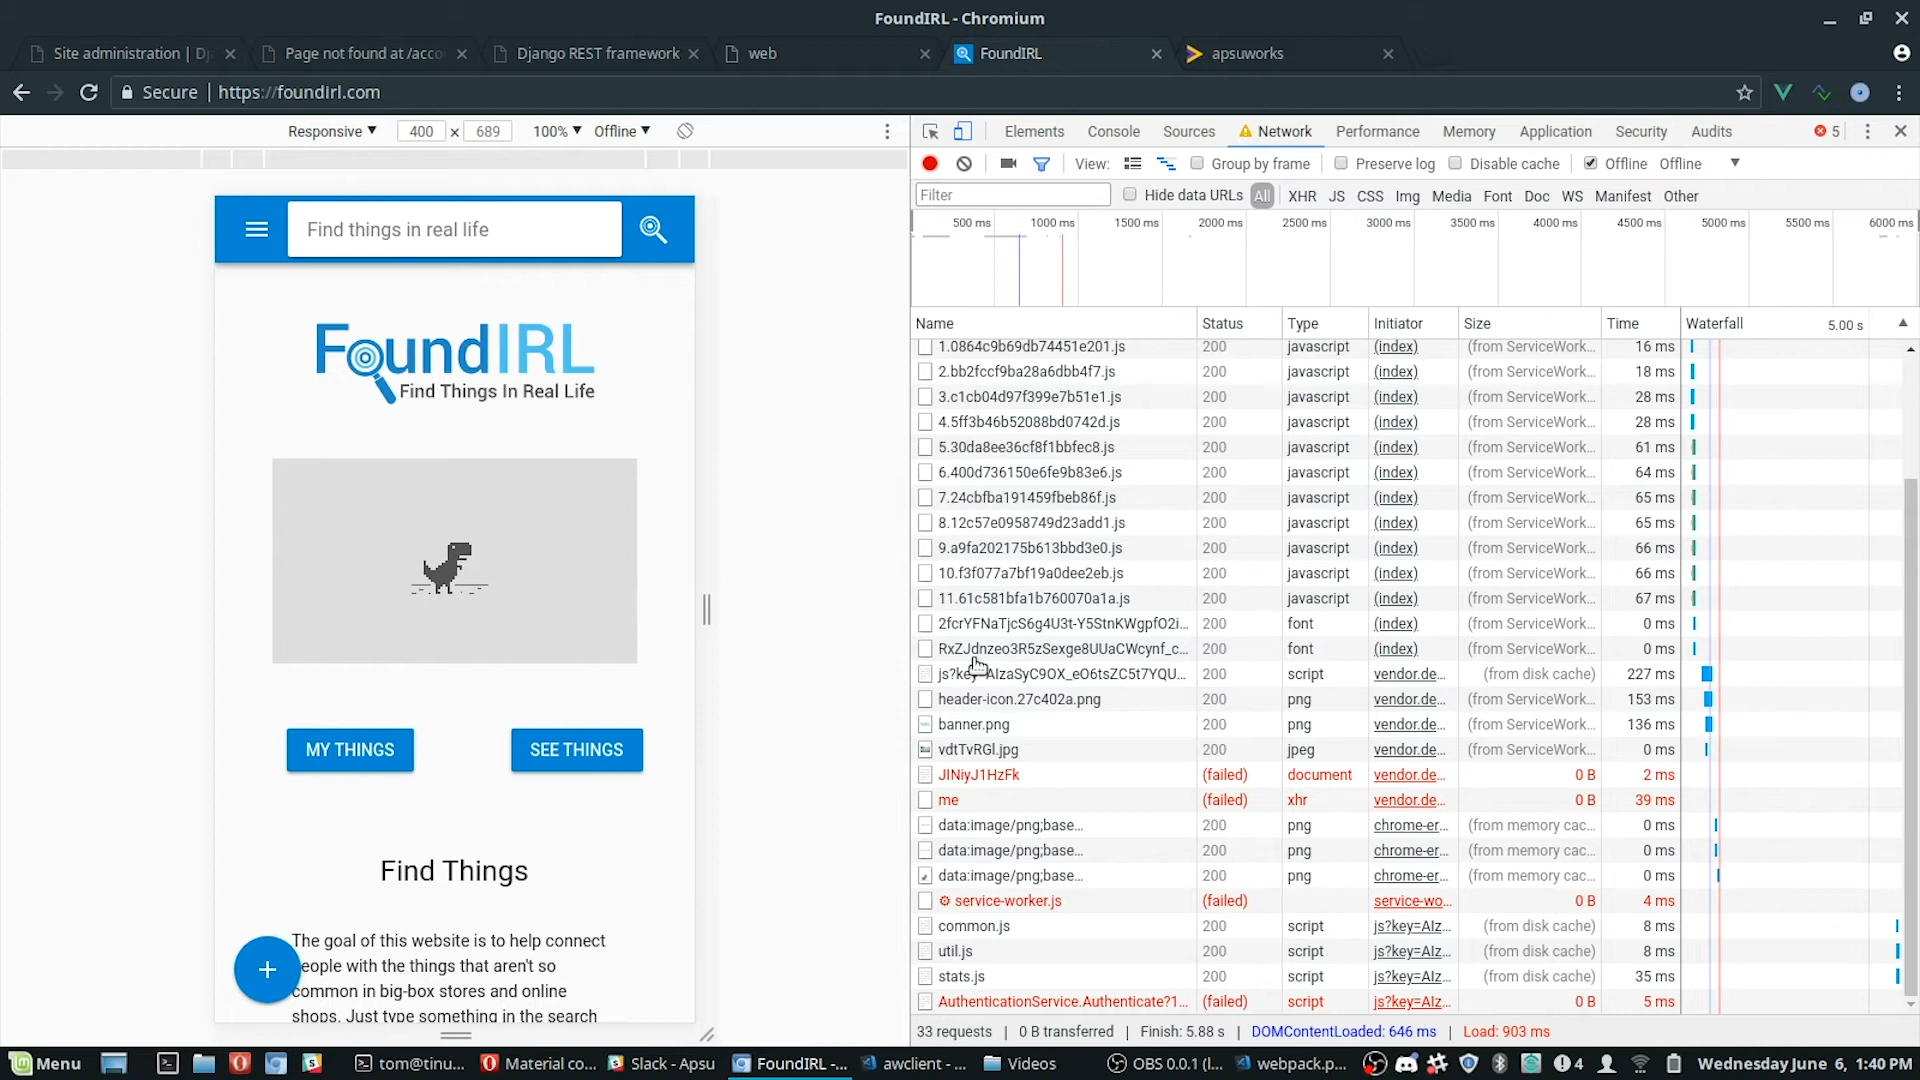 FoundIRL - Chromium
Site administration | Dj
Page not found at /acco
Django REST framework
web
FoundIRL
apsuworks
Secure | https://foundirl.com
Responsive
400 x 689
100%
Offline
Elements
Console
Sources
Network
Performance
Memory
Application
Security
Audits
5
View:
Group by frame
Preserve log
Disable cache
Offline
Offline
Filter
Hide data URLs
All
XHR
JS
CSS
Img
Media
Font
Doc
WS
Manifest
Other
500 ms
1000 ms
1500 ms
2000 ms
2500 ms
3000 ms
3500 ms
4000 ms
4500 ms
5000 ms
5500 ms
6000 ms
Find things in real life
FoundIRL
Find Things In Real Life
MY THINGS
SEE THINGS
Find Things
The goal of this website is to help connect
people with the things that aren't so
common in big-box stores and online
shops. Just type something in the search
+
Name Status Type Initiator Size Time Waterfall 5.00 s
1.0864c9b69db74451e201.js 200 javascript (index) (from ServiceWork... 16 ms
2.bb2fccf9ba28a6dbb4f7.js 200 javascript (index) (from ServiceWork... 18 ms
3.c1cb04d97f399e7b51e1.js 200 javascript (index) (from ServiceWork... 28 ms
4.5ff3b46b52088bd0742d.js 200 javascript (index) (from ServiceWork... 28 ms
5.30da8ee36cf8f1bbfec8.js 200 javascript (index) (from ServiceWork... 61 ms
6.400d736150e6fe9b83e6.js 200 javascript (index) (from ServiceWork... 64 ms
7.24cbfba191459fbeb86f.js 200 javascript (index) (from ServiceWork... 65 ms
8.12c57e0958749d23add1.js 200 javascript (index) (from ServiceWork... 65 ms
9.a9fa202175b613bbd3e0.js 200 javascript (index) (from ServiceWork... 66 ms
10.f3f077a7bf19a0dee2eb.js 200 javascript (index) (from ServiceWork... 66 ms
11.61c581bfa1b760070a1a.js 200 javascript (index) (from ServiceWork... 67 ms
2fcrYFNaTjcS6g4U3t-Y5StnKWgpfO2i... 200 font (index) (from ServiceWork... 0 ms
RxZJdnzeo3R5zSexge8UUaCWcynf_c... 200 font (index) (from ServiceWork... 0 ms
js?key=AIzaSyC9OX_eO6tsZC5t7YQU... 200 script vendor.de... (from disk cache) 227 ms
header-icon.27c402a.png 200 png vendor.de... (from ServiceWork... 153 ms
banner.png 200 png vendor.de... (from ServiceWork... 136 ms
vdtTvRGl.jpg 200 jpeg vendor.de... (from ServiceWork... 0 ms
JINiyJ1HzFk (failed) document vendor.de... 0 B 2 ms
me (failed) xhr vendor.de... 0 B 39 ms
data:image/png;base... 200 png chrome-er... (from memory cac... 0 ms
data:image/png;base... 200 png chrome-er... (from memory cac... 0 ms
data:image/png;base... 200 png chrome-er... (from memory cac... 0 ms
service-worker.js (failed) service-wo... 0 B 4 ms
common.js 200 script js?key=AIz... (from disk cache) 8 ms
util.js 200 script js?key=AIz... (from disk cache) 8 ms
stats.js 200 script js?key=AIz... (from disk cache) 35 ms
AuthenticationService.Authenticate?1... (failed) script js?key=AIz... 0 B 5 ms
33 requests | 0 B transferred | Finish: 5.88 s | DOMContentLoaded: 646 ms | Load: 903 ms
Menu
tom@tinu...
Material co...
Slack - Apsu
FoundIRL -...
awclient - ...
Videos
OBS 0.0.1 (l...
webpack.p...
4
Wednesday June 6, 1:40 PM